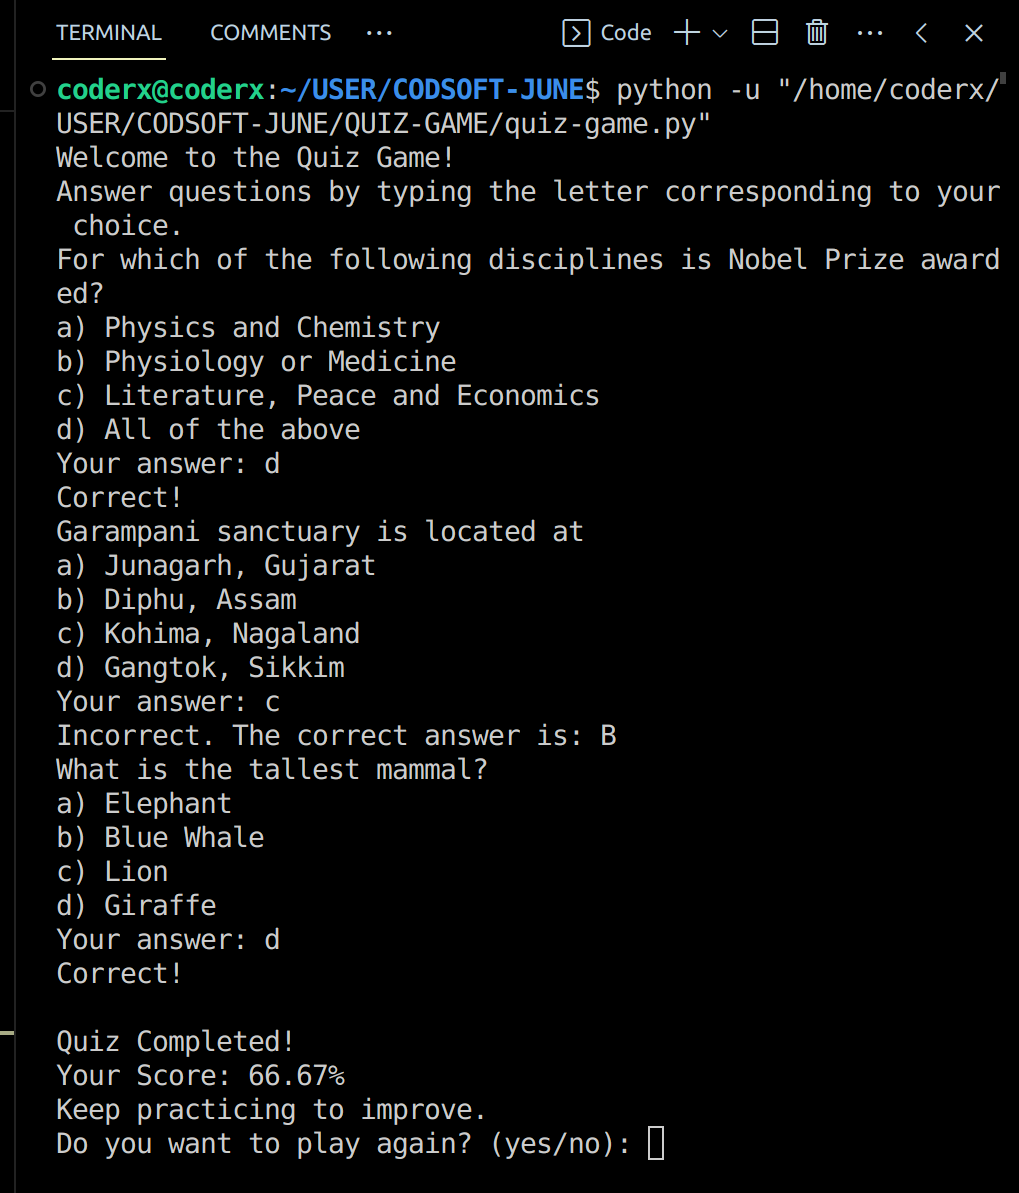 TERMINAL COMMENTS ... Code
coderx@coderx:~/USER/CODSOFT-JUNE$ python -u "/home/coderx/
USER/CODSOFT-JUNE/QUIZ-GAME/quiz-game.py"
Welcome to the Quiz Game!
Answer questions by typing the letter corresponding to your
 choice.
For which of the following disciplines is Nobel Prize award
ed?
a) Physics and Chemistry
b) Physiology or Medicine
c) Literature, Peace and Economics
d) All of the above
Your answer: d
Correct!
Garampani sanctuary is located at
a) Junagarh, Gujarat
b) Diphu, Assam
c) Kohima, Nagaland
d) Gangtok, Sikkim
Your answer: c
Incorrect. The correct answer is: B
What is the tallest mammal?
a) Elephant
b) Blue Whale
c) Lion
d) Giraffe
Your answer: d
Correct!

Quiz Completed!
Your Score: 66.67%
Keep practicing to improve.
Do you want to play again? (yes/no):